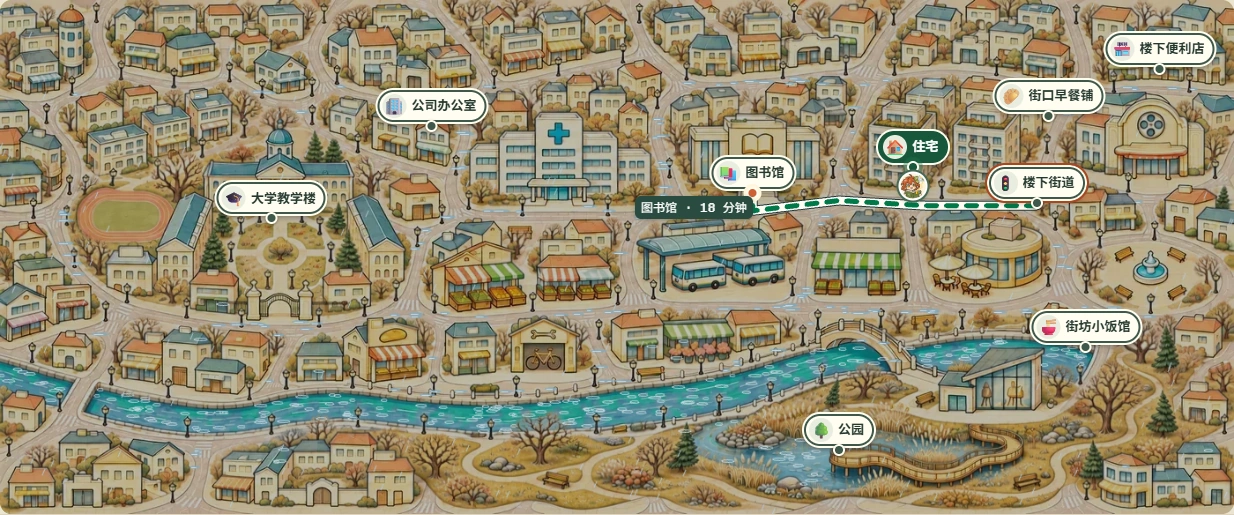 楼下便利店
街口早餐铺
公司办公室
住宅
图书馆
楼下街道
大学教学楼
图书馆 · 18 分钟
街坊小饭馆
公园